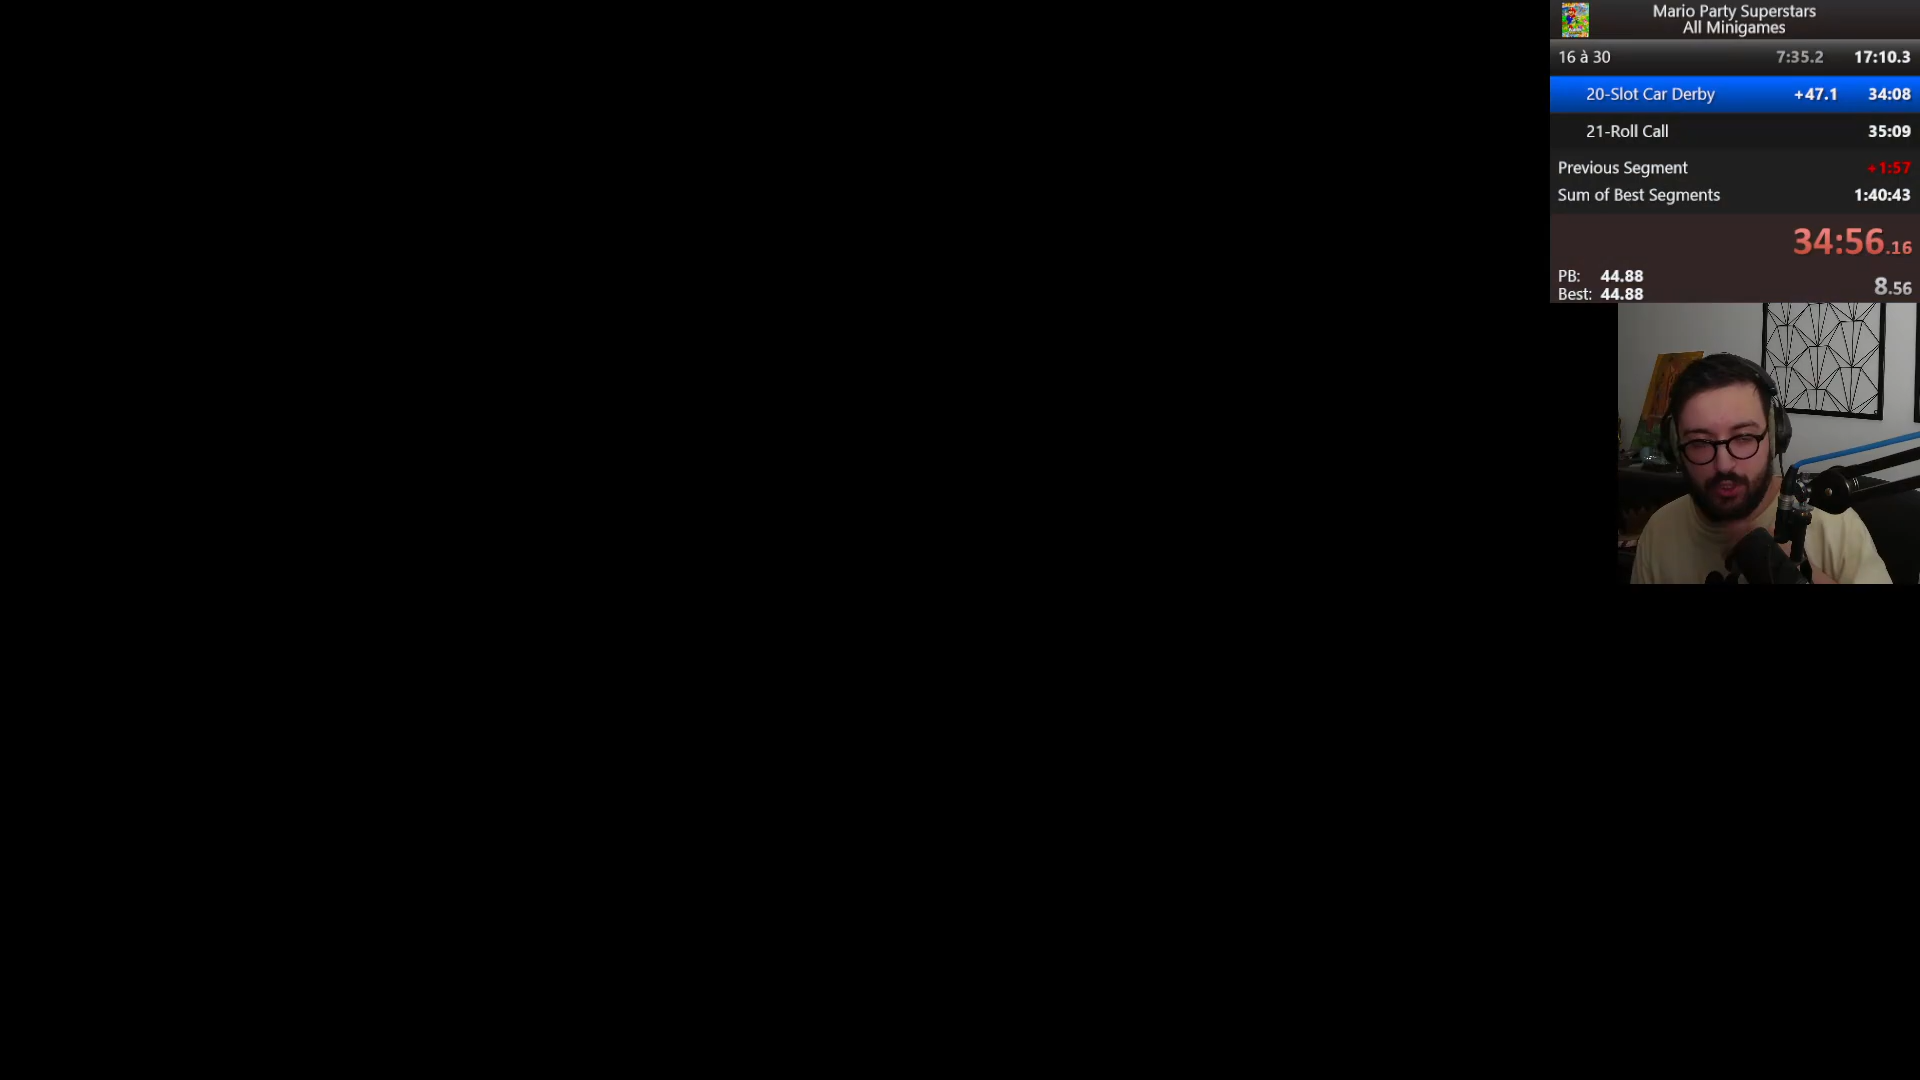 Mario Party Superstars
All Minigames
16 à 30 7:35.2 17:10.3
20-Slot Car Derby +47.1 34:08
21-Roll Call 35:09
Previous Segment +1:57
Sum of Best Segments 1:40:43
34:56.16
PB: 44.88
Best: 44.88
8.56